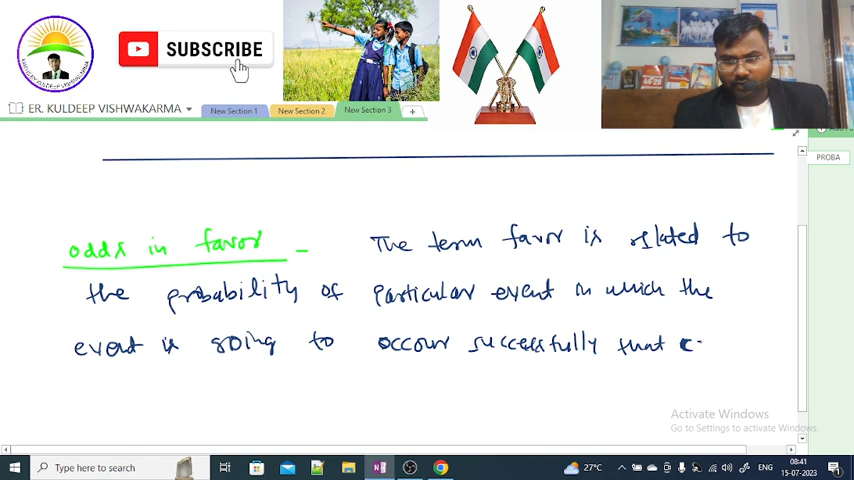 SUBSCRIBE
ER. KULDEEP VISHWAKARMA
New Section 1
New Section 2
New Section 3
+
PROBA
odds in favor - The term favor is related to
the probability of particular event in which the
event is going to occour successfully that c
Activate Windows
Go to Settings to activate Windows.
Type here to search
27°C
ENG
08:41
15-07-2023
1